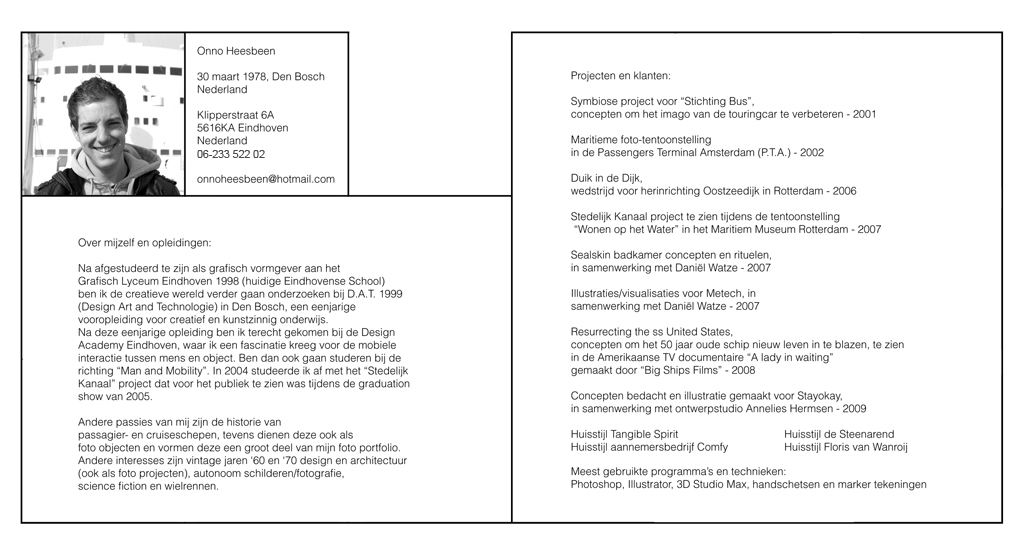 Onno Heesbeen
30 maart 1978, Den Bosch
Nederland
Klipperstraat 6A
5616KA Eindhoven
Nederland
06-233 522 02
onnoheesbeen@hotmail.com
Over mijzelf en opleidingen:
Na afgestudeerd te zijn als grafisch vormgever aan het
Grafisch Lyceum Eindhoven 1998 (huidige Eindhovense School)
ben ik de creatieve wereld verder gaan onderzoeken bij D.A.T. 1999
(Design Art and Technologie) in Den Bosch, een eenjarige
vooropleiding voor creatief en kunstzinnig onderwijs.
Na deze eenjarige opleiding ben ik terecht gekomen bij de Design
Academy Eindhoven, waar ik een fascinatie kreeg voor de mobiele
interactie tussen mens en object. Ben dan ook gaan studeren bij de
richting “Man and Mobility”. In 2004 studeerde ik af met het “Stedelijk
Kanaal” project dat voor het publiek te zien was tijdens de graduation
show van 2005.
Andere passies van mij zijn de historie van
passagier- en cruiseschepen, tevens dienen deze ook als
foto objecten en vormen deze een groot deel van mijn foto portfolio.
Andere interesses zijn vintage jaren ‘60 en ’70 design en architectuur
(ook als foto projecten), autonoom schilderen/fotografie,
science fiction en wielrennen.
Projecten en klanten:
Symbiose project voor “Stichting Bus”,
concepten om het imago van de touringcar te verbeteren - 2001
Maritieme foto-tentoonstelling
in de Passengers Terminal Amsterdam (P.T.A.) - 2002
Duik in de Dijk,
wedstrijd voor herinrichting Oostzeedijk in Rotterdam - 2006
Stedelijk Kanaal project te zien tijdens de tentoonstelling
“Wonen op het Water” in het Maritiem Museum Rotterdam - 2007
Sealskin badkamer concepten en rituelen,
in samenwerking met Daniël Watze - 2007
Illustraties/visualisaties voor Metech, in
samenwerking met Daniël Watze - 2007
Resurrecting the ss United States,
concepten om het 50 jaar oude schip nieuw leven in te blazen, te zien
in de Amerikaanse TV documentaire “A lady in waiting”
gemaakt door “Big Ships Films” - 2008
Concepten bedacht en illustratie gemaakt voor Stayokay,
in samenwerking met ontwerpstudio Annelies Hermsen - 2009
Huisstijl Tangible Spirit
Huisstijl aannemersbedrijf Comfy
Huisstijl de Steenarend
Huisstijl Floris van Wanroij
Meest gebruikte programma’s en technieken:
Photoshop, Illustrator, 3D Studio Max, handschetsen en marker tekeningen